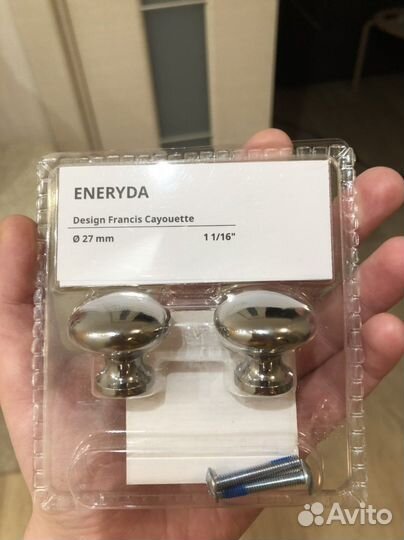 ENERYDA
Design Francis Cayouette
Ø 27 mm 1 1/16"
Avito